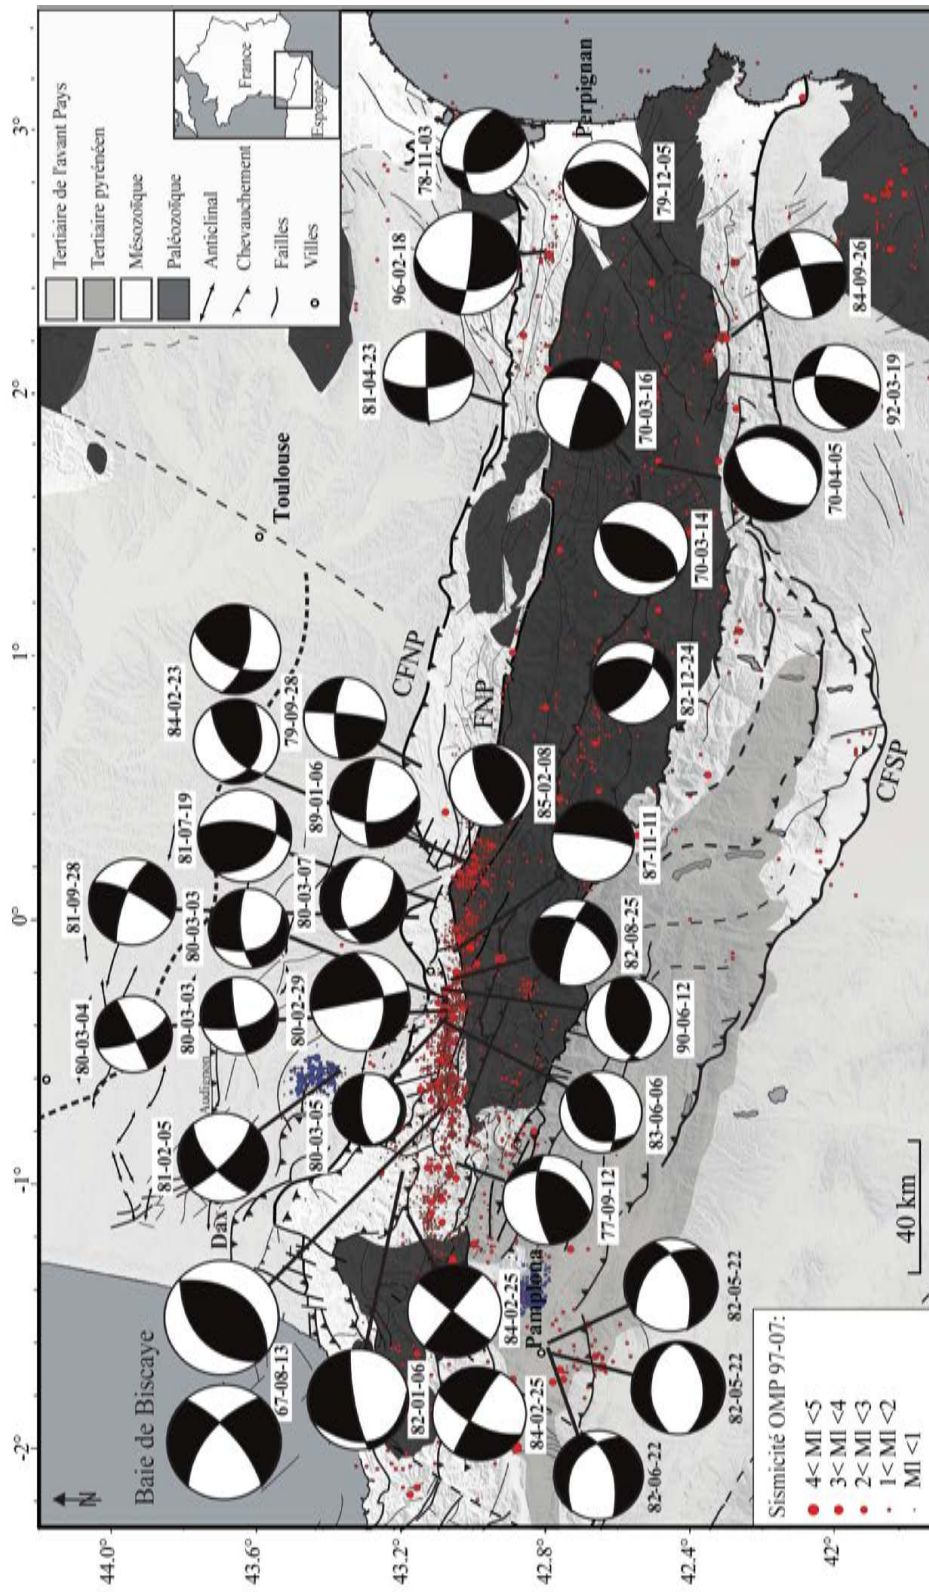 -2°
-1°
0°
1°
2°
3°
44.0°
43.6°
43.2°
42.8°
42.4°
42°
N
Baie de Biscaye
Tertiaire de l'avant Pays
Tertiaire pyrénéen
Mésozoïque
Paléozoïque
Anticlinal
Chevauchement
Failles
Villes
France
Espagne
81-09-28
80-03-04
84-02-23
81-07-19
80-03-03
80-03-03
79-09-28
89-01-06
80-03-07
80-02-29
81-02-05
80-03-05
Audignon
Dax
Toulouse
67-08-13
81-04-23
96-02-18
78-11-03
CFNP
FNP
Perpignan
82-01-06
84-02-25
84-02-25
Pamplona
77-09-12
83-06-06
90-06-12
82-08-25
87-11-11
85-02-08
82-12-24
70-03-14
70-03-16
79-12-05
82-06-22
82-05-22
82-05-22
70-04-05
92-03-19
84-09-26
CFSP
40 km
Sismicité OMP 97-07:
4< Ml <5
3< Ml <4
2< Ml <3
1< Ml <2
Ml <1